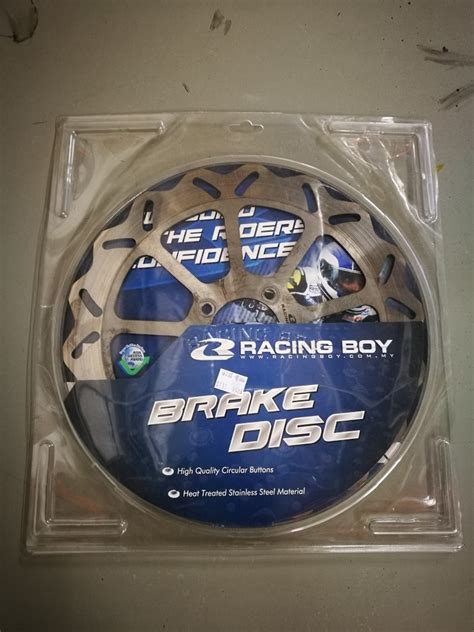 THE RIDERS
CONFIDENCE
RACING BOY
WWW.RACINGBOY.COM.MY
BRAKE
DISC
High Quality Circular Buttons
Heat Treated Stainless Steel Material